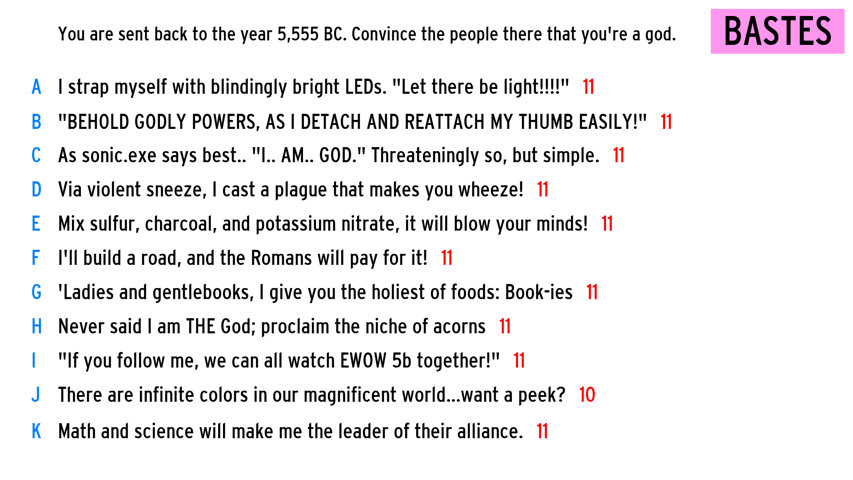 You are sent back to the year 5,555 BC. Convince the people there that you're a god.
BASTES
A I strap myself with blindingly bright LEDs. "Let there be light!!!!" 11
B "BEHOLD GODLY POWERS, AS I DETACH AND REATTACH MY THUMB EASILY!" 11
C As sonic.exe says best.. "I.. AM.. GOD." Threateningly so, but simple. 11
D Via violent sneeze, I cast a plague that makes you wheeze! 11
E Mix sulfur, charcoal, and potassium nitrate, it will blow your minds! 11
F I'll build a road, and the Romans will pay for it! 11
G 'Ladies and gentlebooks, I give you the holiest of foods: Book-ies 11
H Never said I am THE God; proclaim the niche of acorns 11
I "If you follow me, we can all watch EWOW 5b together!" 11
J There are infinite colors in our magnificent world...want a peek? 10
K Math and science will make me the leader of their alliance. 11